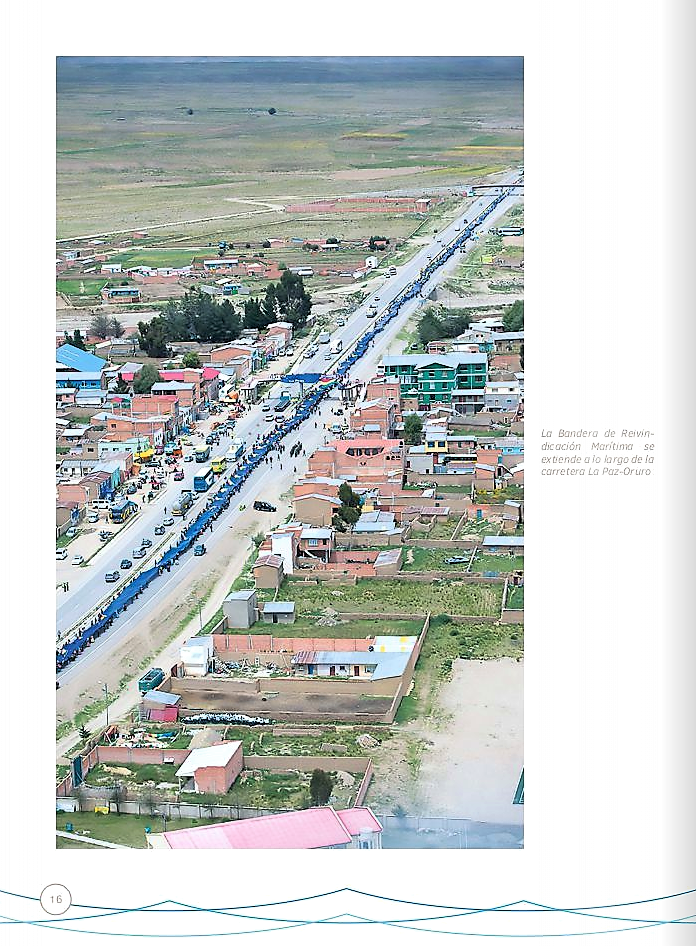 La Bandera de Reivin-
dicación Marítima se
extiende a lo largo de la
carretera La Paz-Oruro
16